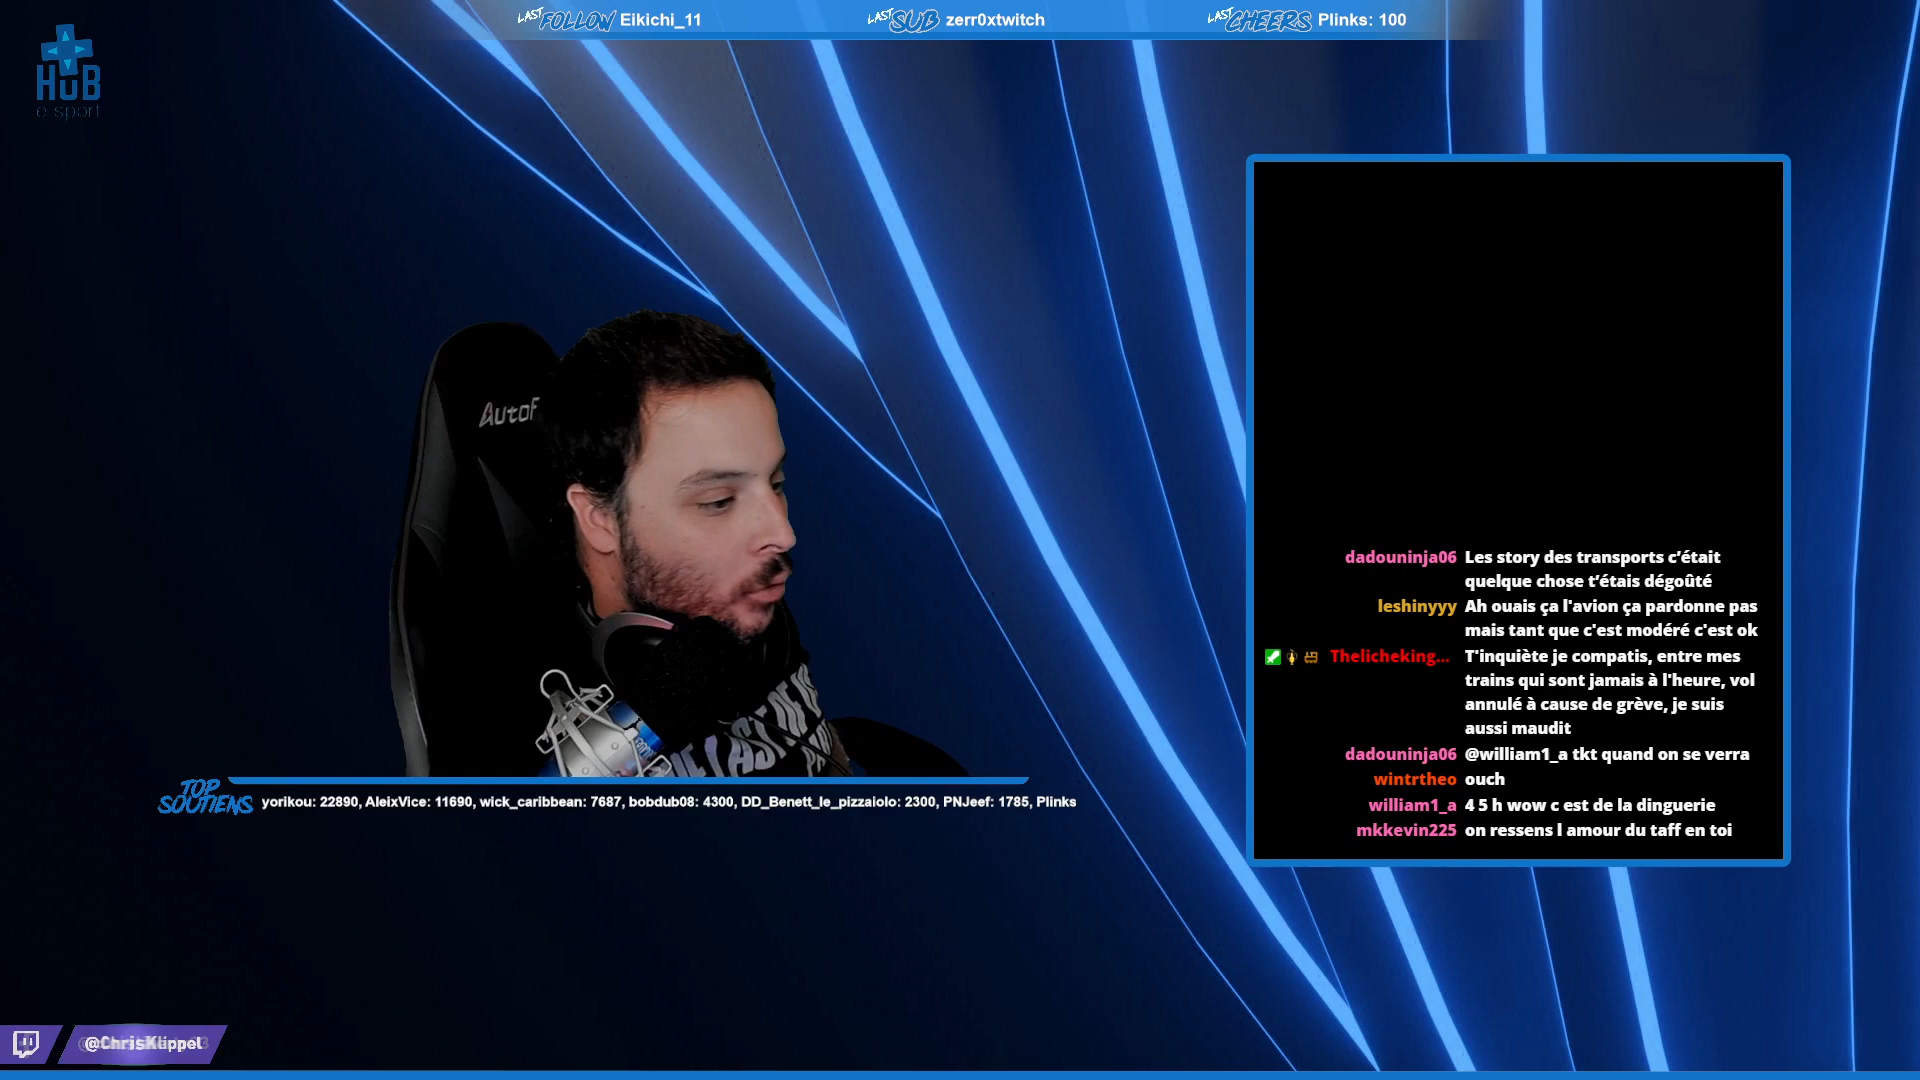 LAST FOLLOW Eikichi_11 LAST SUB zerr0xtwitch LAST CHEERS Plinks: 100
HUB
e sport
AutoF
dadouninja06 Les story des transports c'était
quelque chose t'étais dégoûté
leshinyyy Ah ouais ça l'avion ça pardonne pas
mais tant que c'est modéré c'est ok
Thelicheking... T'inquiète je compatis, entre mes
trains qui sont jamais à l'heure, vol
annulé à cause de grève, je suis
aussi maudit
dadouninja06 @william1_a tkt quand on se verra
wintrtheo ouch
william1_a 4 5 h wow c est de la dinguerie
mkkevin225 on ressens l amour du taff en toi
LAST OF
TOP
SOUTIENS yorikou: 22890, AleixVice: 11690, wick_caribbean: 7687, bobdub08: 4300, DD_Benett_le_pizzaiolo: 2300, PNJeef: 1785, Plinks
@ChrisKlippel